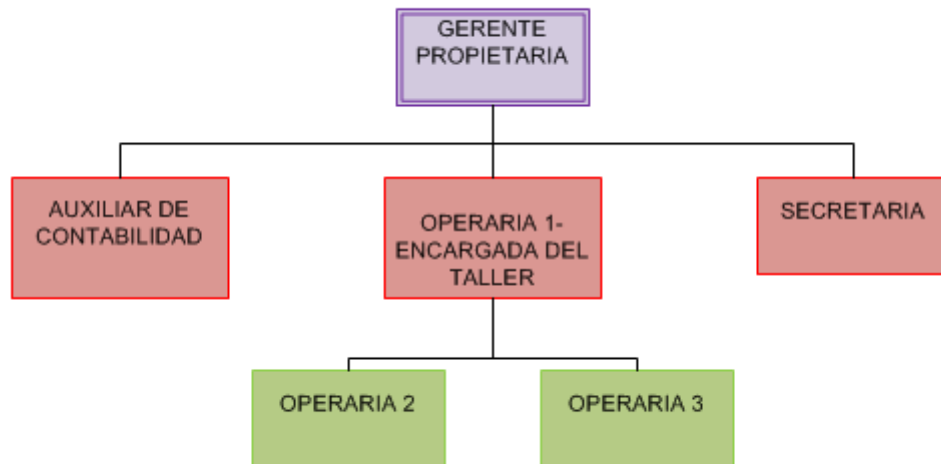 GERENTE
PROPIETARIA
AUXILIAR DE
CONTABILIDAD
OPERARIA 1-
ENCARGADA DEL
TALLER
SECRETARIA
OPERARIA 2
OPERARIA 3